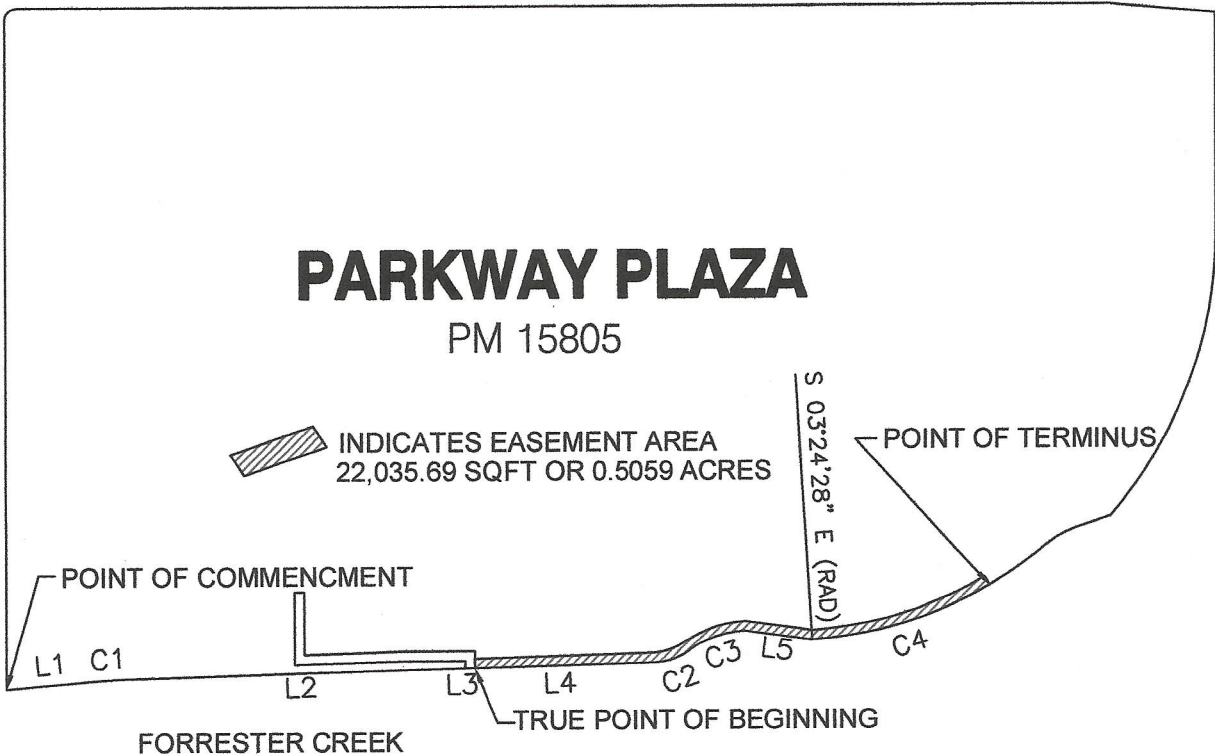 PARKWAY PLAZA
PM 15805
INDICATES EASEMENT AREA
22,035.69 SQFT OR 0.5059 ACRES
S 03°24'28" E (RAD)
POINT OF TERMINUS
POINT OF COMMENCMENT
L1 C1
L2
L3
L4
C2
C3
L5
C4
TRUE POINT OF BEGINNING
FORRESTER CREEK